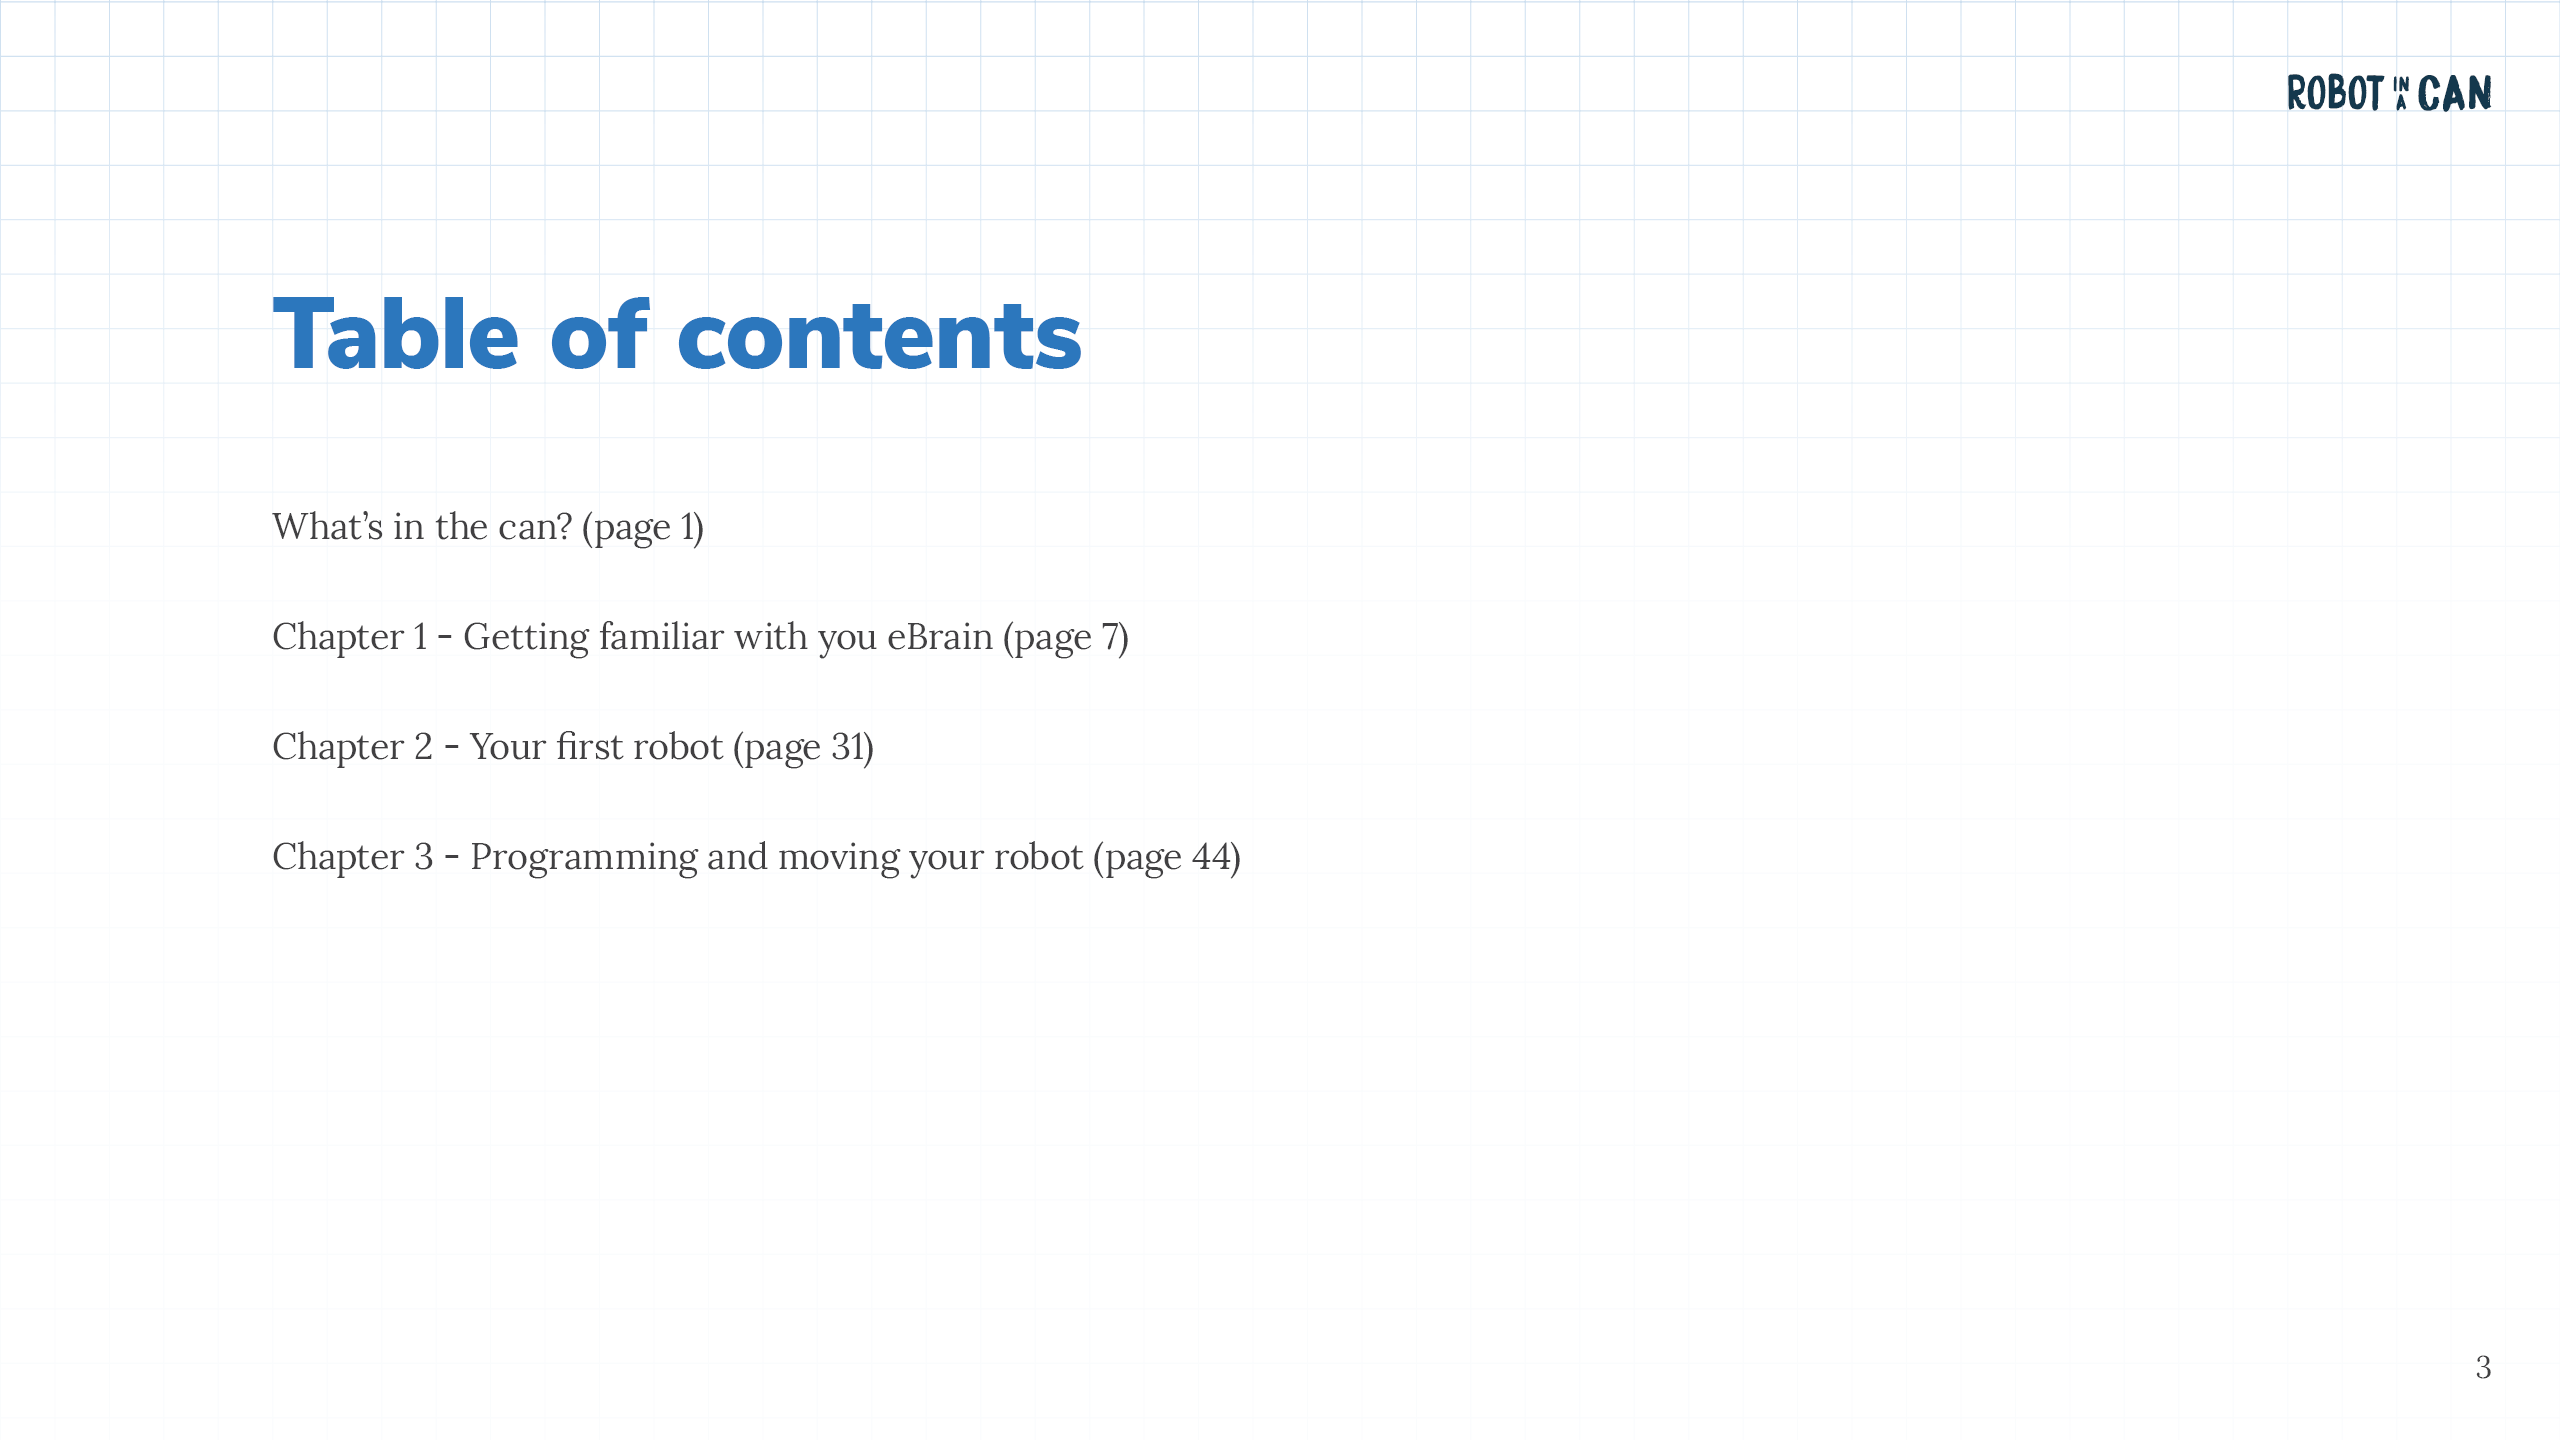 ROBOT IN A CAN
Table of contents
What’s in the can? (page 1)
Chapter 1 - Getting familiar with you eBrain (page 7)
Chapter 2 - Your first robot (page 31)
Chapter 3 - Programming and moving your robot (page 44)
3